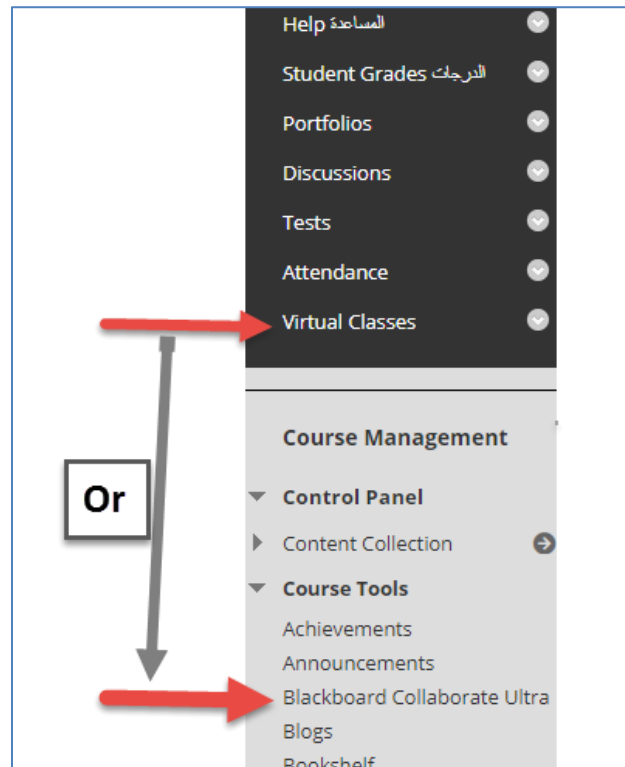 Help المساعدة
Student Grades الدرجات
Portfolios
Discussions
Tests
Attendance
Virtual Classes
Course Management
Or
Control Panel
Content Collection
Course Tools
Achievements
Announcements
Blackboard Collaborate Ultra
Blogs
Bookshelf